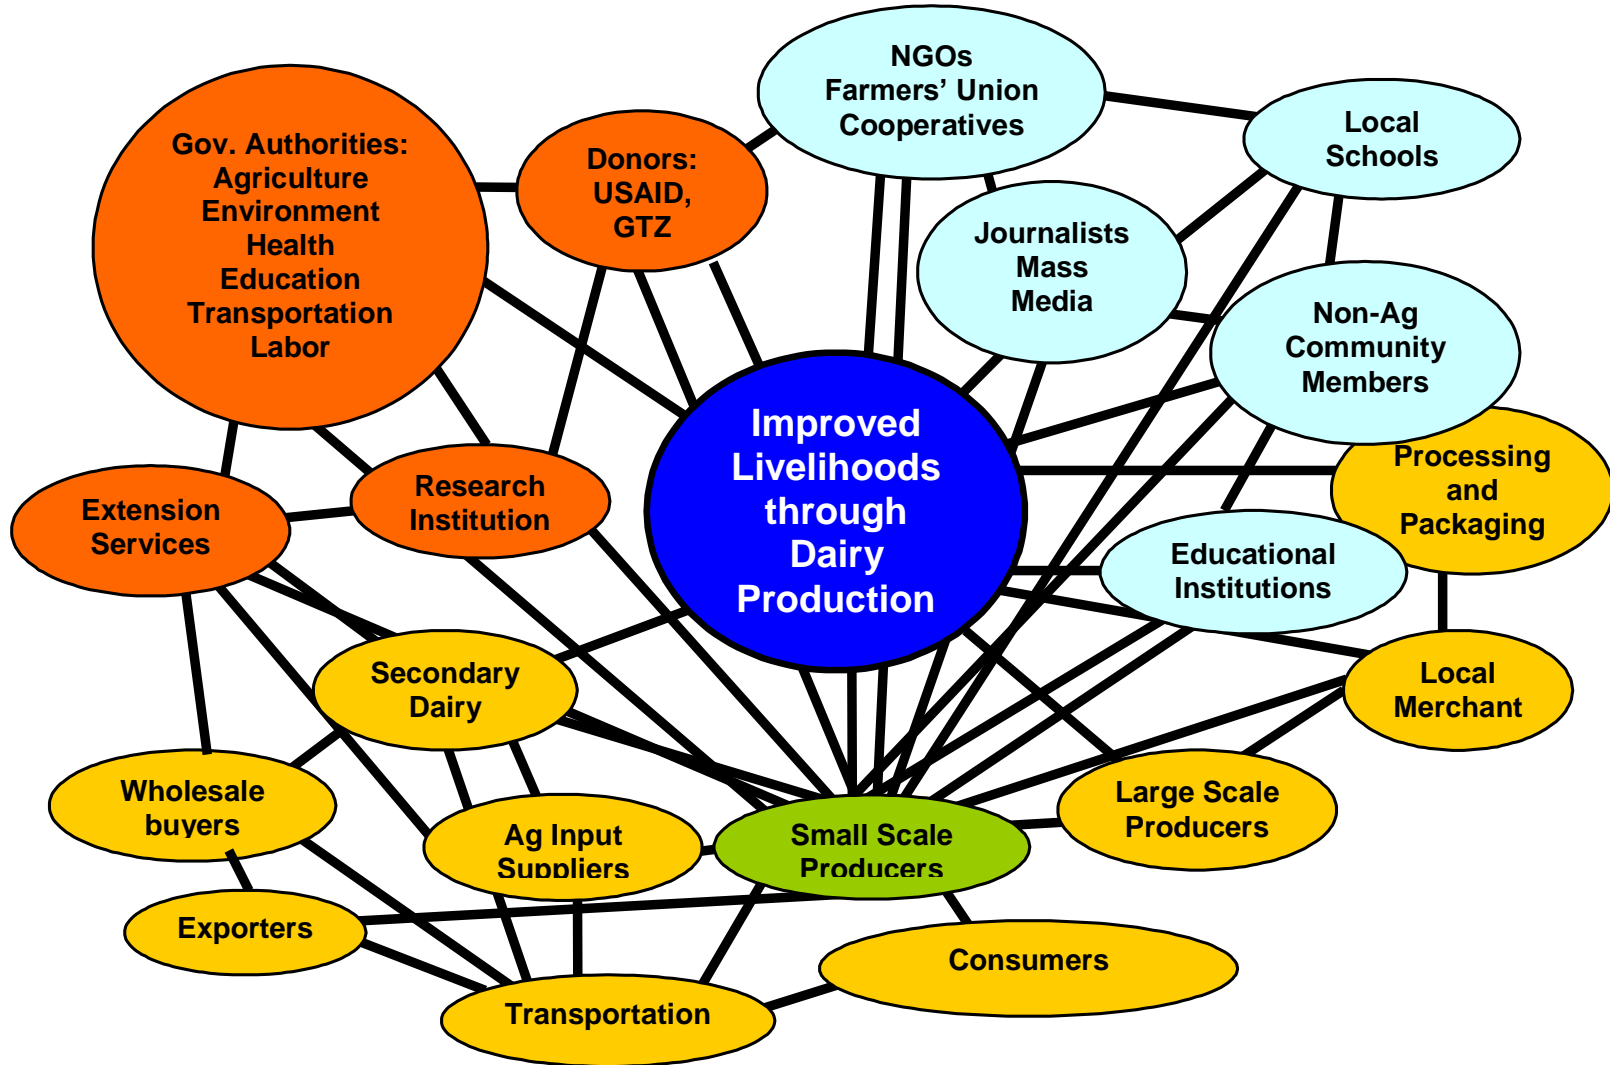 NGOs
Farmers’ Union
Cooperatives
Local
Schools
Gov. Authorities:
Agriculture
Environment
Health
Education
Transportation
Labor
Donors:
USAID,
GTZ
Journalists
Mass
Media
Non-Ag
Community
Members
Improved
Livelihoods
through
Dairy
Production
Processing
and
Packaging
Extension
Services
Research
Institution
Educational
Institutions
Secondary
Dairy
Local
Merchant
Wholesale
buyers
Ag Input
Suppliers
Small Scale
Producers
Large Scale
Producers
Exporters
Consumers
Transportation